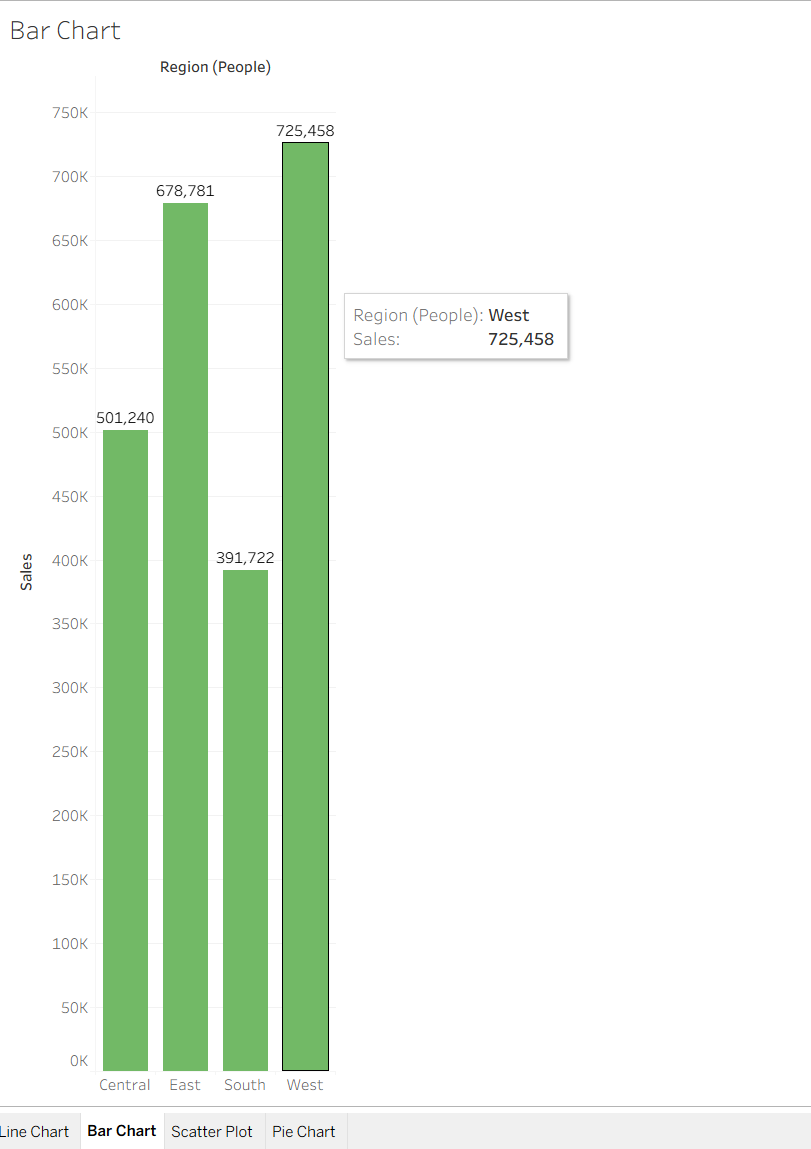 Bar Chart
Region (People)
750K
725,458
700K
678,781
650K
600K
Region (People): West
Sales: 725,458
550K
501,240
500K
450K
400K
391,722
Sales
350K
300K
250K
200K
150K
100K
50K
0K
Central East South West
Line Chart Bar Chart Scatter Plot Pie Chart